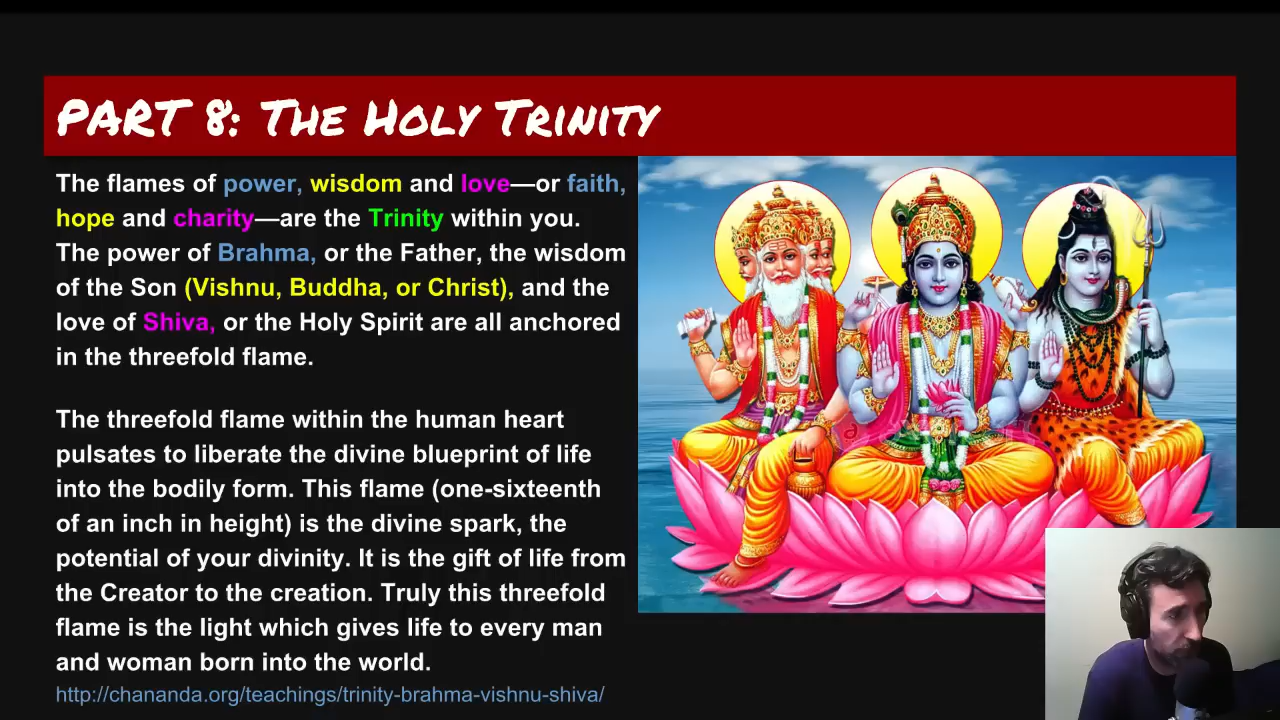 PART 8: THE HOLY TRINITY
The flames of power, wisdom and love—or faith,
hope and charity—are the Trinity within you.
The power of Brahma, or the Father, the wisdom
of the Son (Vishnu, Buddha, or Christ), and the
love of Shiva, or the Holy Spirit are all anchored
in the threefold flame.
The threefold flame within the human heart
pulsates to liberate the divine blueprint of life
into the bodily form. This flame (one-sixteenth
of an inch in height) is the divine spark, the
potential of your divinity. It is the gift of life from
the Creator to the creation. Truly this threefold
flame is the light which gives life to every man
and woman born into the world.
http://chananda.org/teachings/trinity-brahma-vishnu-shiva/